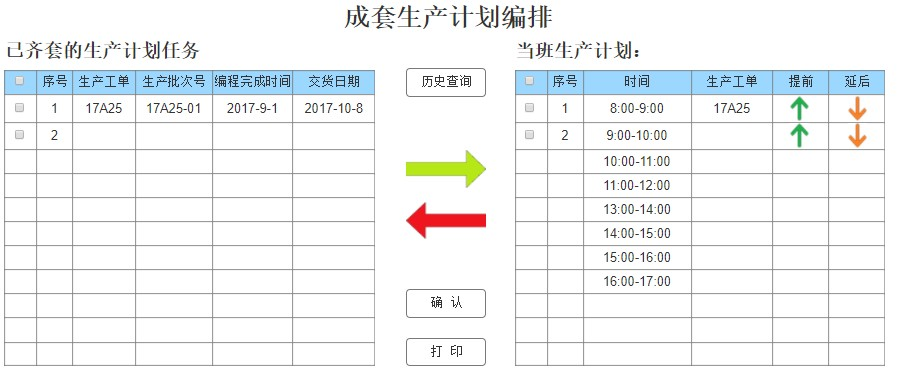 成套生产计划编排
已齐套的生产计划任务
序号 生产工单 生产批次号 编程完成时间 交货日期
1 17A25 17A25-01 2017-9-1 2017-10-8
2
历史查询
确 认
打 印
当班生产计划：
序号 时间 生产工单 提前 延后
1 8:00-9:00 17A25
2 9:00-10:00
10:00-11:00
11:00-12:00
13:00-14:00
14:00-15:00
15:00-16:00
16:00-17:00